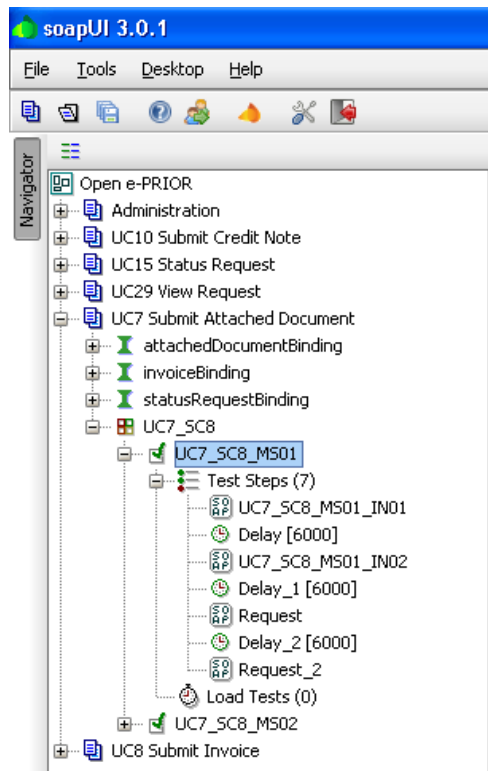 soapUI 3.0.1
File Tools Desktop Help
Navigator
Open e-PRIOR
Administration
UC10 Submit Credit Note
UC15 Status Request
UC29 View Request
UC7 Submit Attached Document
attachedDocumentBinding
invoiceBinding
statusRequestBinding
UC7_SC8
UC7_SC8_MS01
Test Steps (7)
UC7_SC8_MS01_IN01
Delay [6000]
UC7_SC8_MS01_IN02
Delay_1 [6000]
Request
Delay_2 [6000]
Request_2
Load Tests (0)
UC7_SC8_MS02
UC8 Submit Invoice